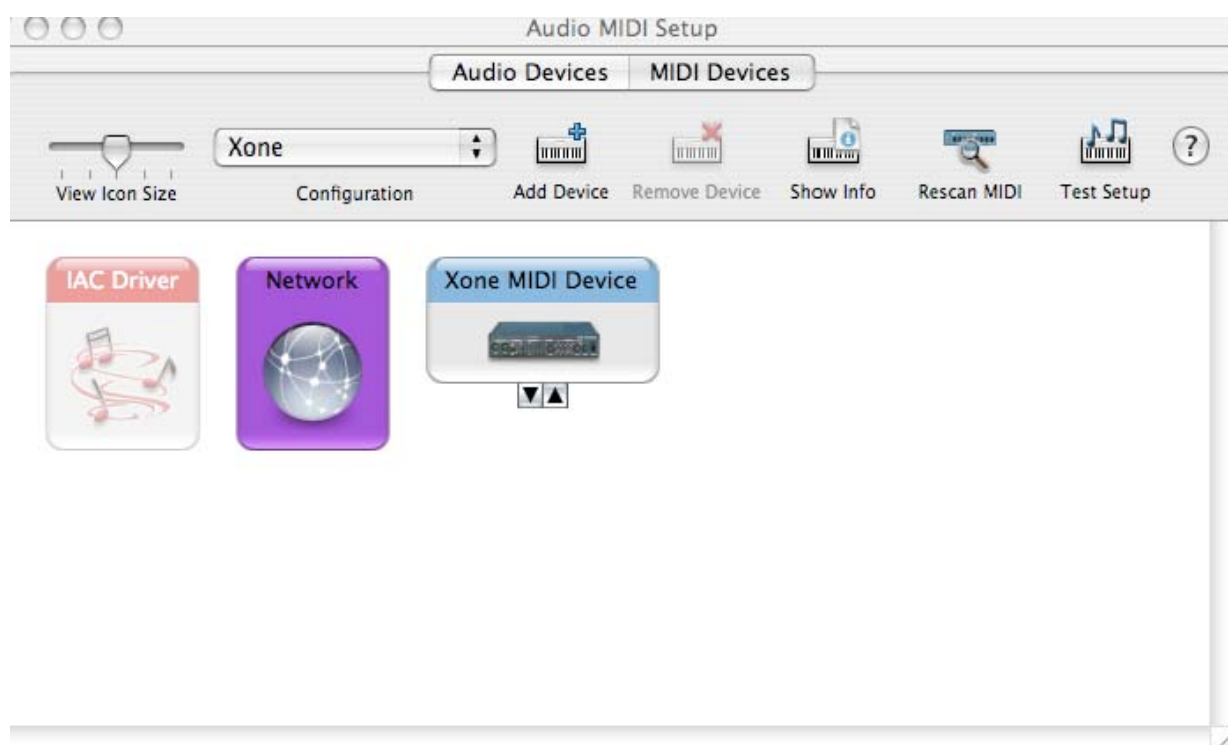 Audio MIDI Setup
Audio Devices MIDI Devices
Xone
?
View Icon Size Configuration Add Device Remove Device Show Info Rescan MIDI Test Setup
IAC Driver Network Xone MIDI Device